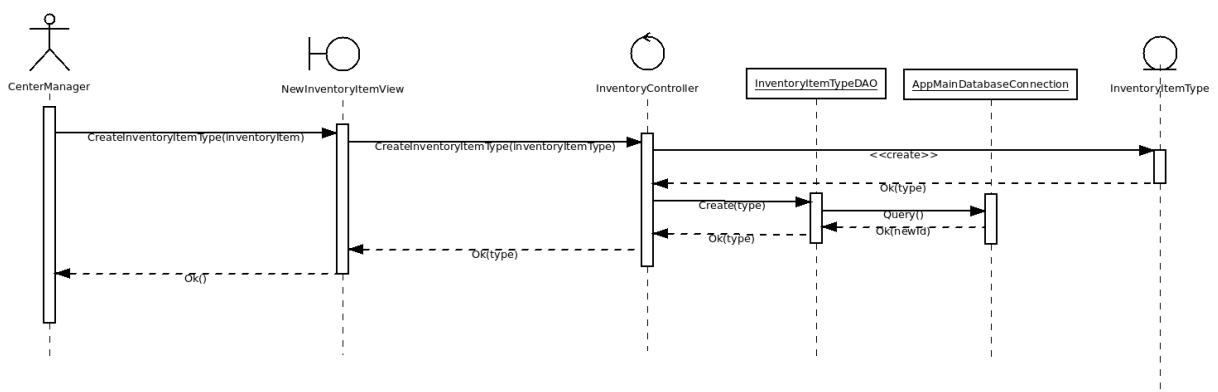 CenterManager
NewInventoryItemView
InventoryController
InventoryItemTypeDAO
AppMainDatabaseConnection
InventoryItemType
CreateInventoryItemType(inventoryItem)
CreateInventoryItemType(inventoryItemType)
<<create>>
Ok(type)
Create(type)
Query()
Ok(newId)
Ok(type)
Ok(type)
Ok()